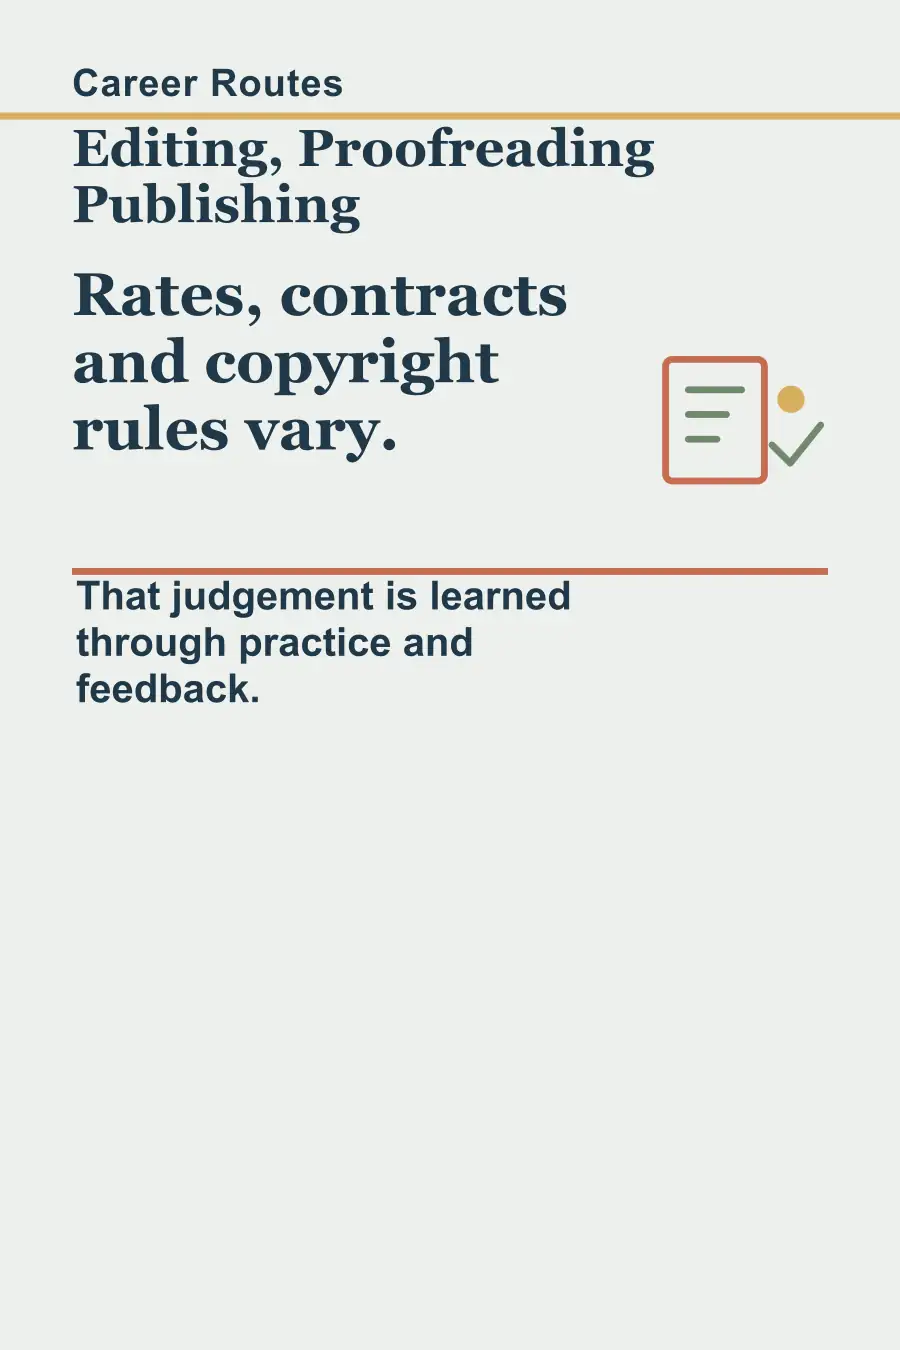 Career Routes
Editing, Proofreading
Publishing
Rates, contracts
and copyright
rules vary.
That judgement is learned
through practice and
feedback.